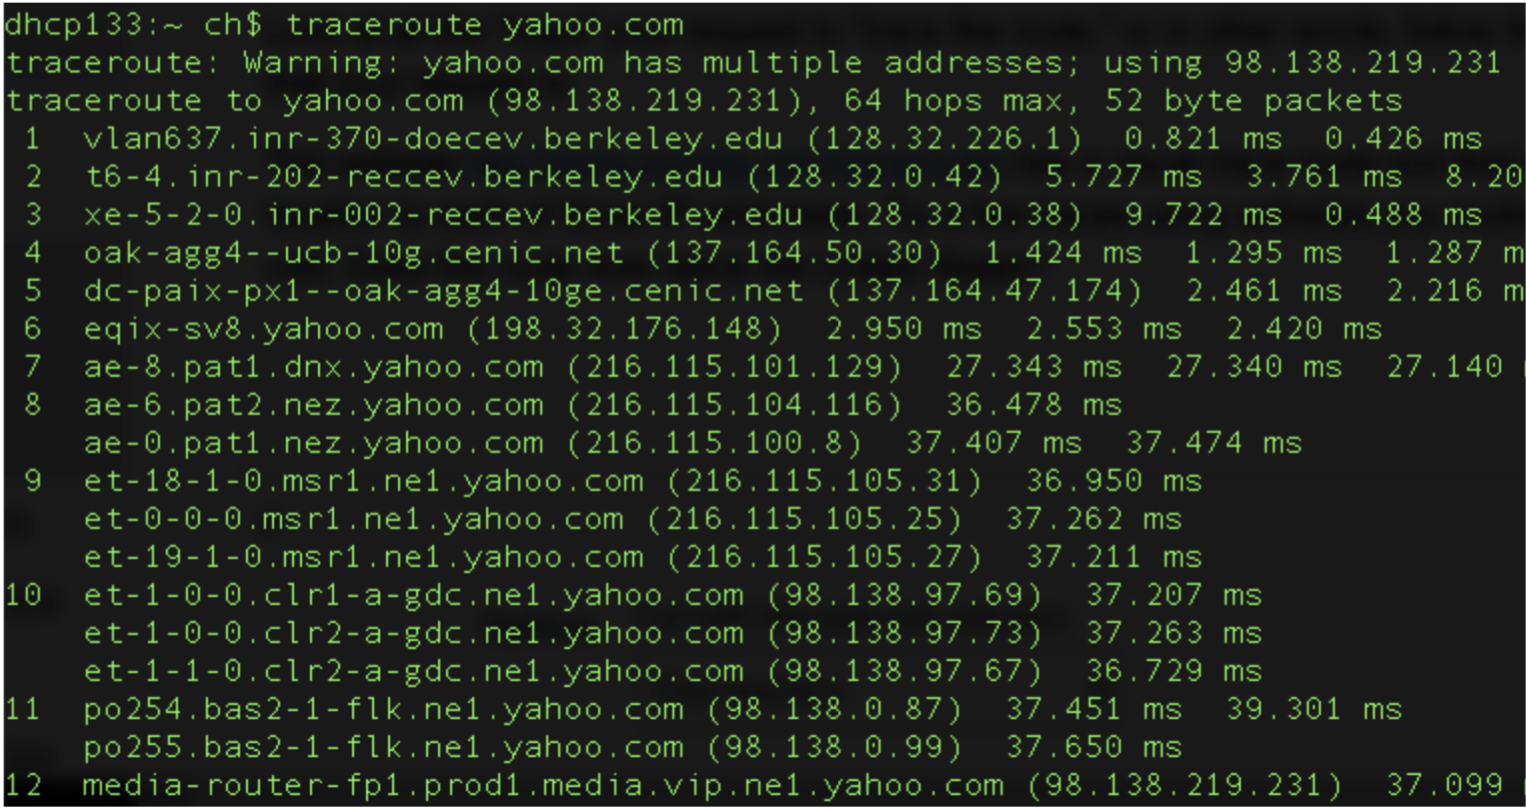 dhcp133:~ ch$ traceroute yahoo.com
traceroute: Warning: yahoo.com has multiple addresses; using 98.138.219.231
traceroute to yahoo.com (98.138.219.231), 64 hops max, 52 byte packets
1 vlan637.inr-370-doecev.berkeley.edu (128.32.226.1) 0.821 ms 0.426 ms
2 t6-4.inr-202-reccev.berkeley.edu (128.32.0.42) 5.727 ms 3.761 ms 8.20
3 xe-5-2-0.inr-002-reccev.berkeley.edu (128.32.0.38) 9.722 ms 0.488 ms
4 oak-agg4--ucb-10g.cenic.net (137.164.50.30) 1.424 ms 1.295 ms 1.287 m
5 dc-paix-px1--oak-agg4-10ge.cenic.net (137.164.47.174) 2.461 ms 2.216 m
6 eqix-sv8.yahoo.com (198.32.176.148) 2.950 ms 2.553 ms 2.420 ms
7 ae-8.pat1.dnx.yahoo.com (216.115.101.129) 27.343 ms 27.340 ms 27.140
8 ae-6.pat2.nez.yahoo.com (216.115.104.116) 36.478 ms
ae-0.pat1.nez.yahoo.com (216.115.100.8) 37.407 ms 37.474 ms
9 et-18-1-0.msr1.ne1.yahoo.com (216.115.105.31) 36.950 ms
et-0-0-0.msr1.ne1.yahoo.com (216.115.105.25) 37.262 ms
et-19-1-0.msr1.ne1.yahoo.com (216.115.105.27) 37.211 ms
10 et-1-0-0.clr1-a-gdc.ne1.yahoo.com (98.138.97.69) 37.207 ms
et-1-0-0.clr2-a-gdc.ne1.yahoo.com (98.138.97.73) 37.263 ms
et-1-1-0.clr2-a-gdc.ne1.yahoo.com (98.138.97.67) 36.729 ms
11 po254.bas2-1-flk.ne1.yahoo.com (98.138.0.87) 37.451 ms 39.301 ms
po255.bas2-1-flk.ne1.yahoo.com (98.138.0.99) 37.650 ms
12 media-router-fp1.prod1.media.vip.ne1.yahoo.com (98.138.219.231) 37.099